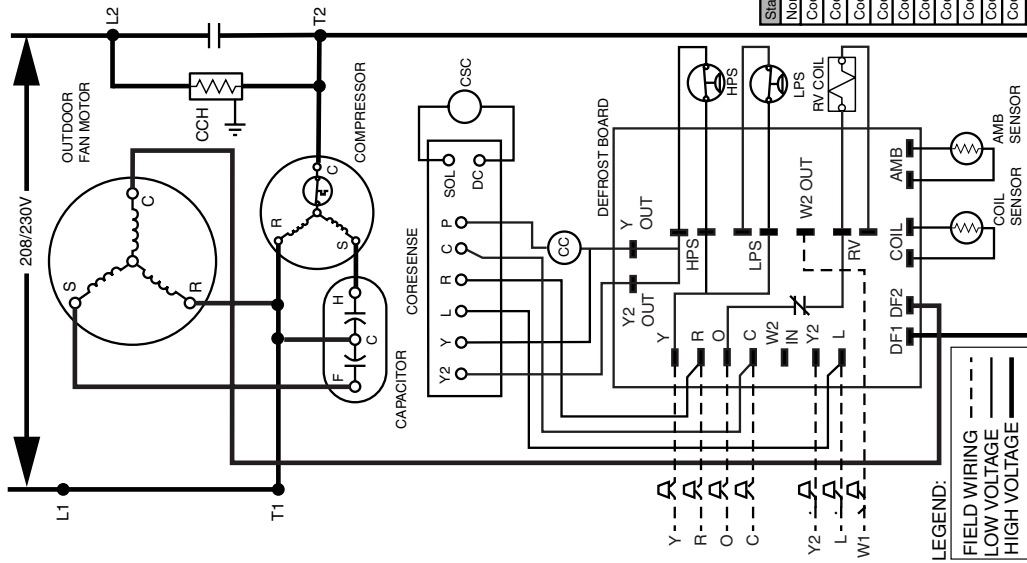 208/230V
L1
T1
L2
T2
OUTDOOR
FAN MOTOR
S
R
C
CCH
COMPRESSOR
R
S
C
CAPACITOR
F
C
H
CORESENSE
Y2
Y
L
R
C
P
SOL
DC
CSC
CC
DEFROST BOARD
Y2
OUT
Y
OUT
HPS
LPS
W2 OUT
RV
HPS
LPS
RV COIL
Y
R
O
C
W2
IN
Y2
L
DF1
DF2
COIL
AMB
COIL
SENSOR
AMB
SENSOR
Y
R
O
C
Y2
L
W1
LEGEND:
FIELD WIRING
LOW VOLTAGE
HIGH VOLTAGE